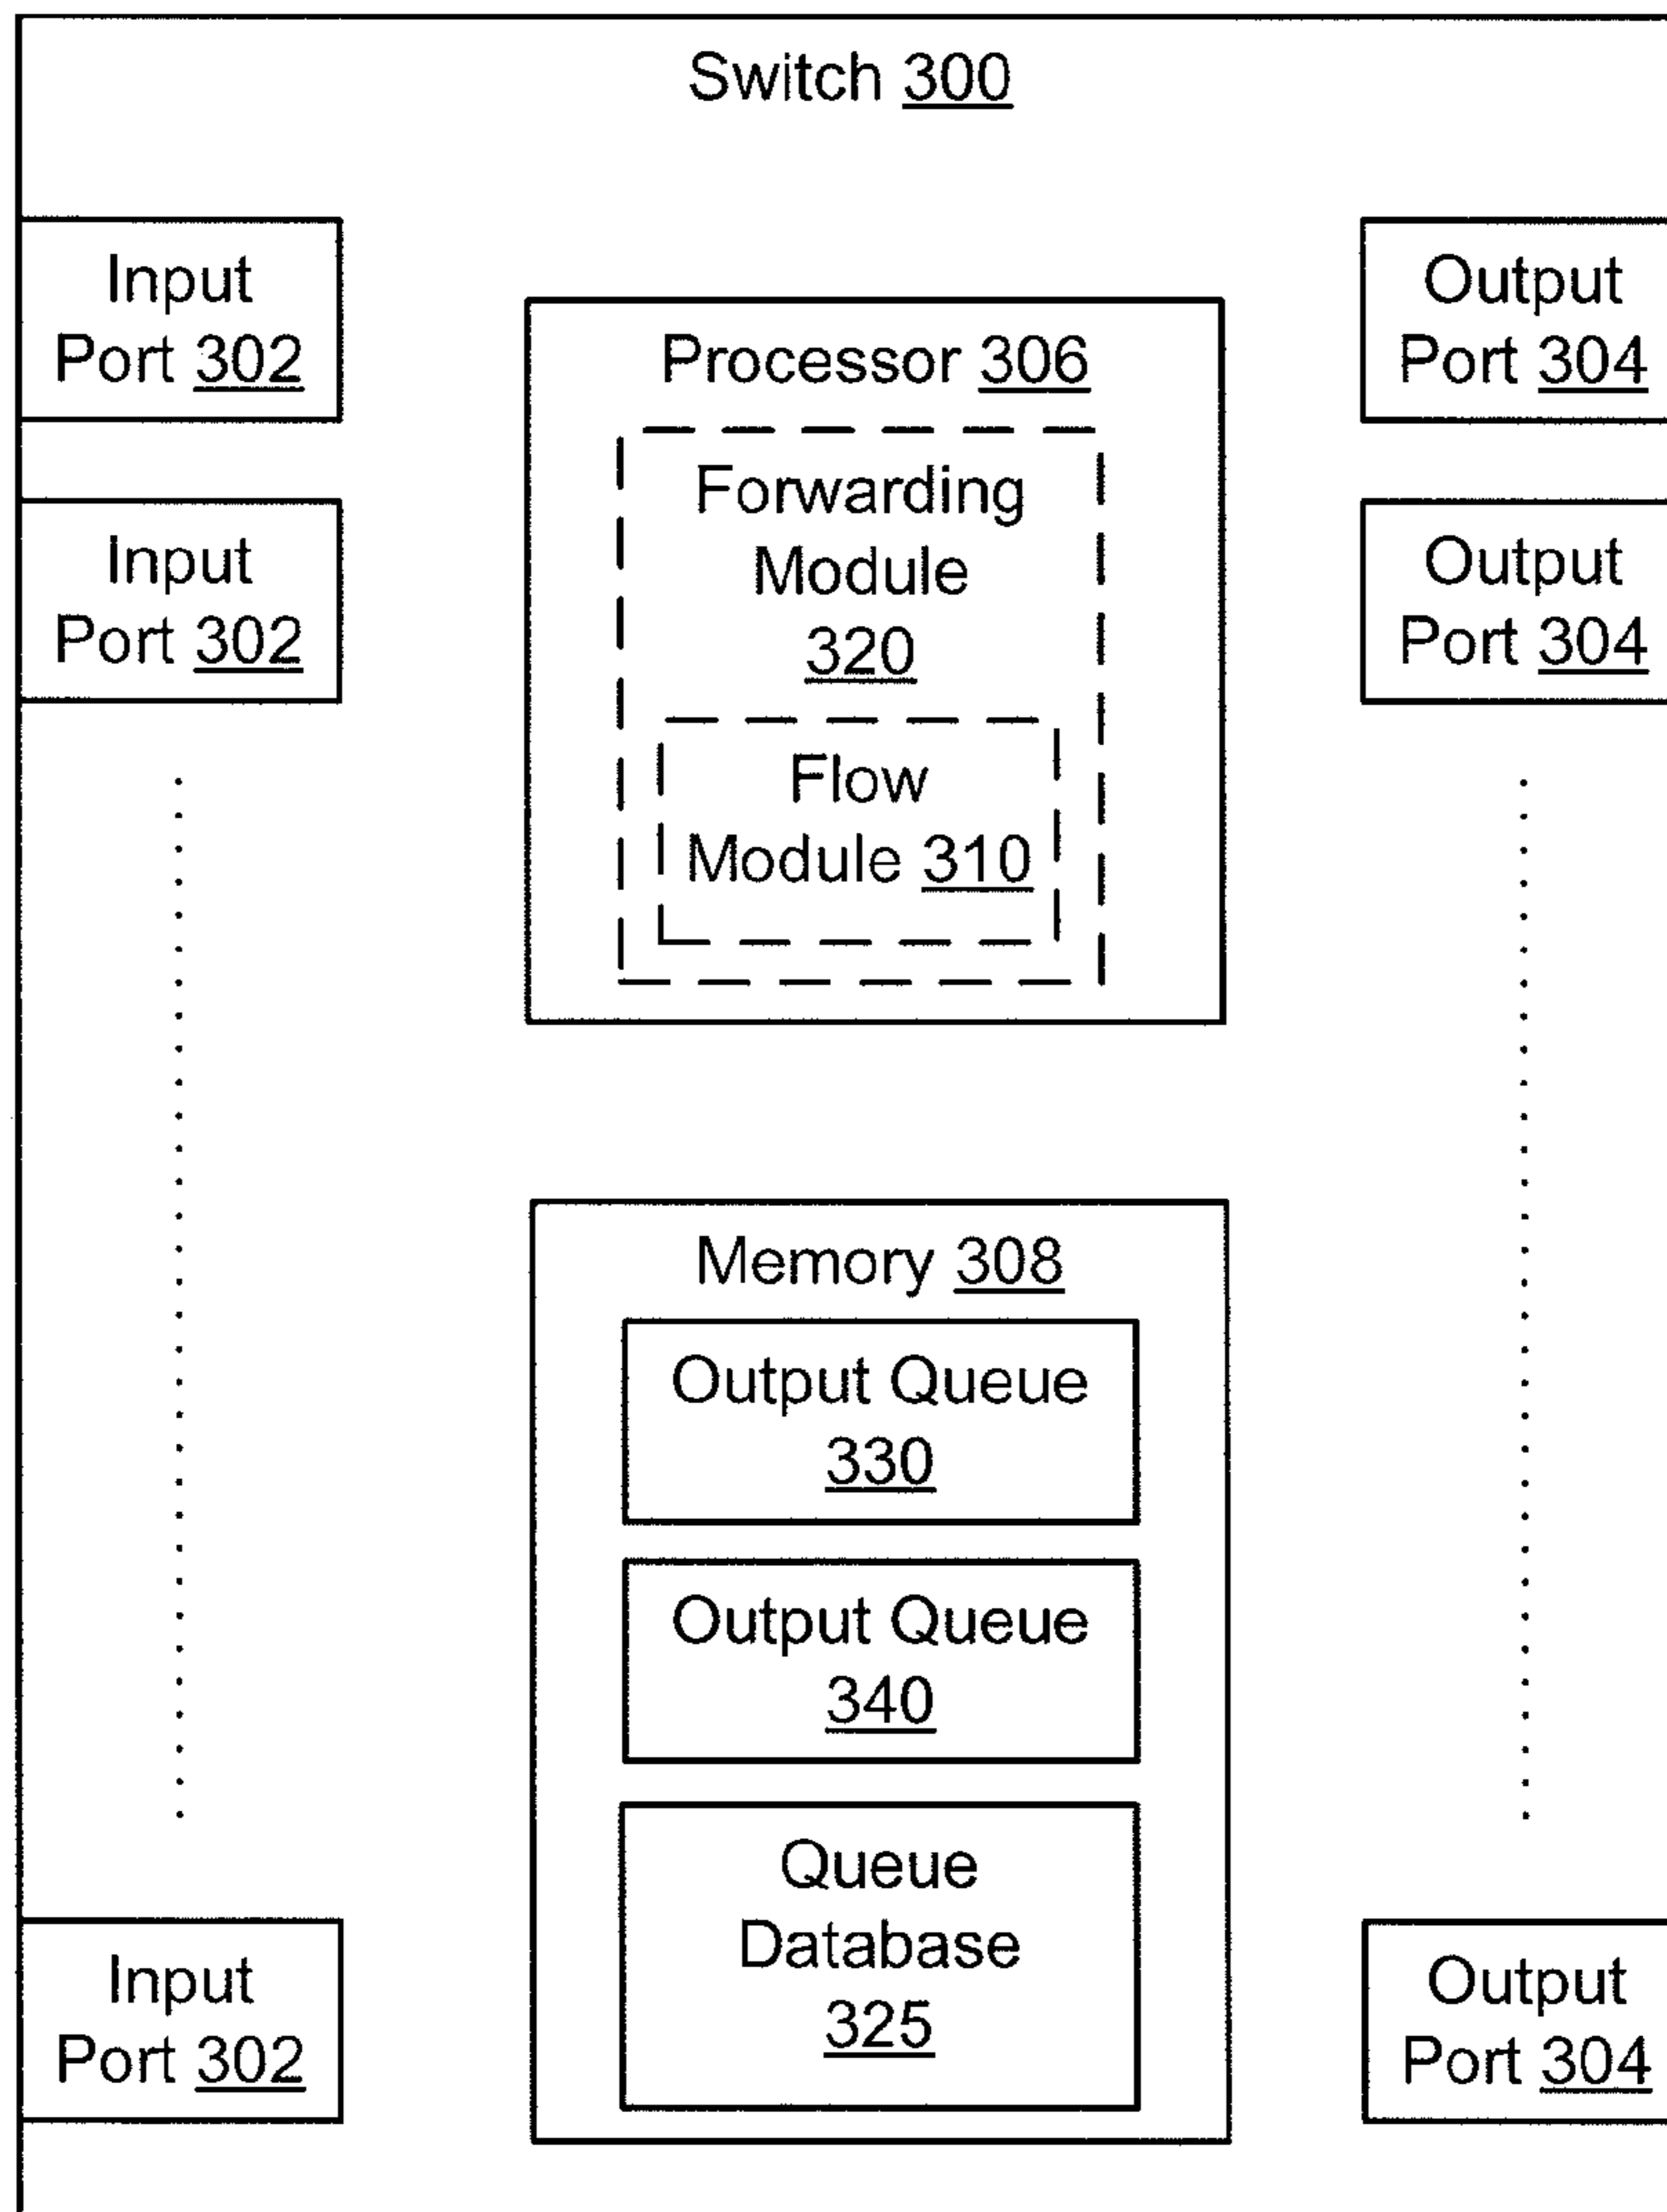 Switch 300
Input
Port 302
Input
Port 302
Input
Port 302
Processor 306
Forwarding
Module
320
Flow
Module 310
Memory 308
Output Queue
330
Output Queue
340
Queue
Database
325
Output
Port 304
Output
Port 304
Output
Port 304